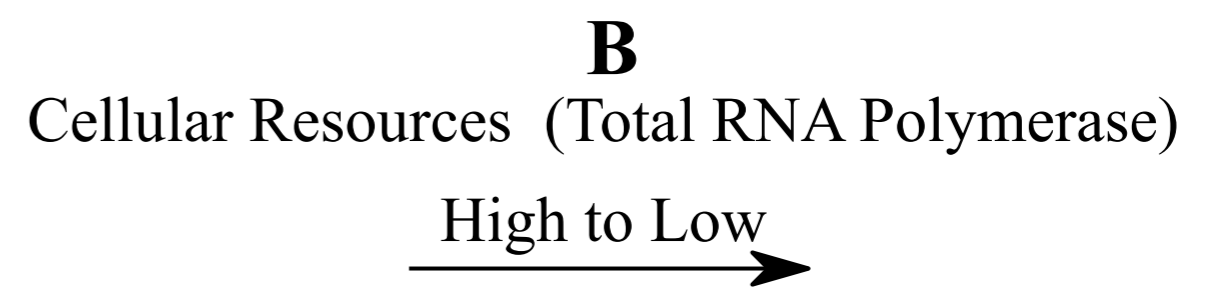 B
Cellular Resources (Total RNA Polymerase)
High to Low